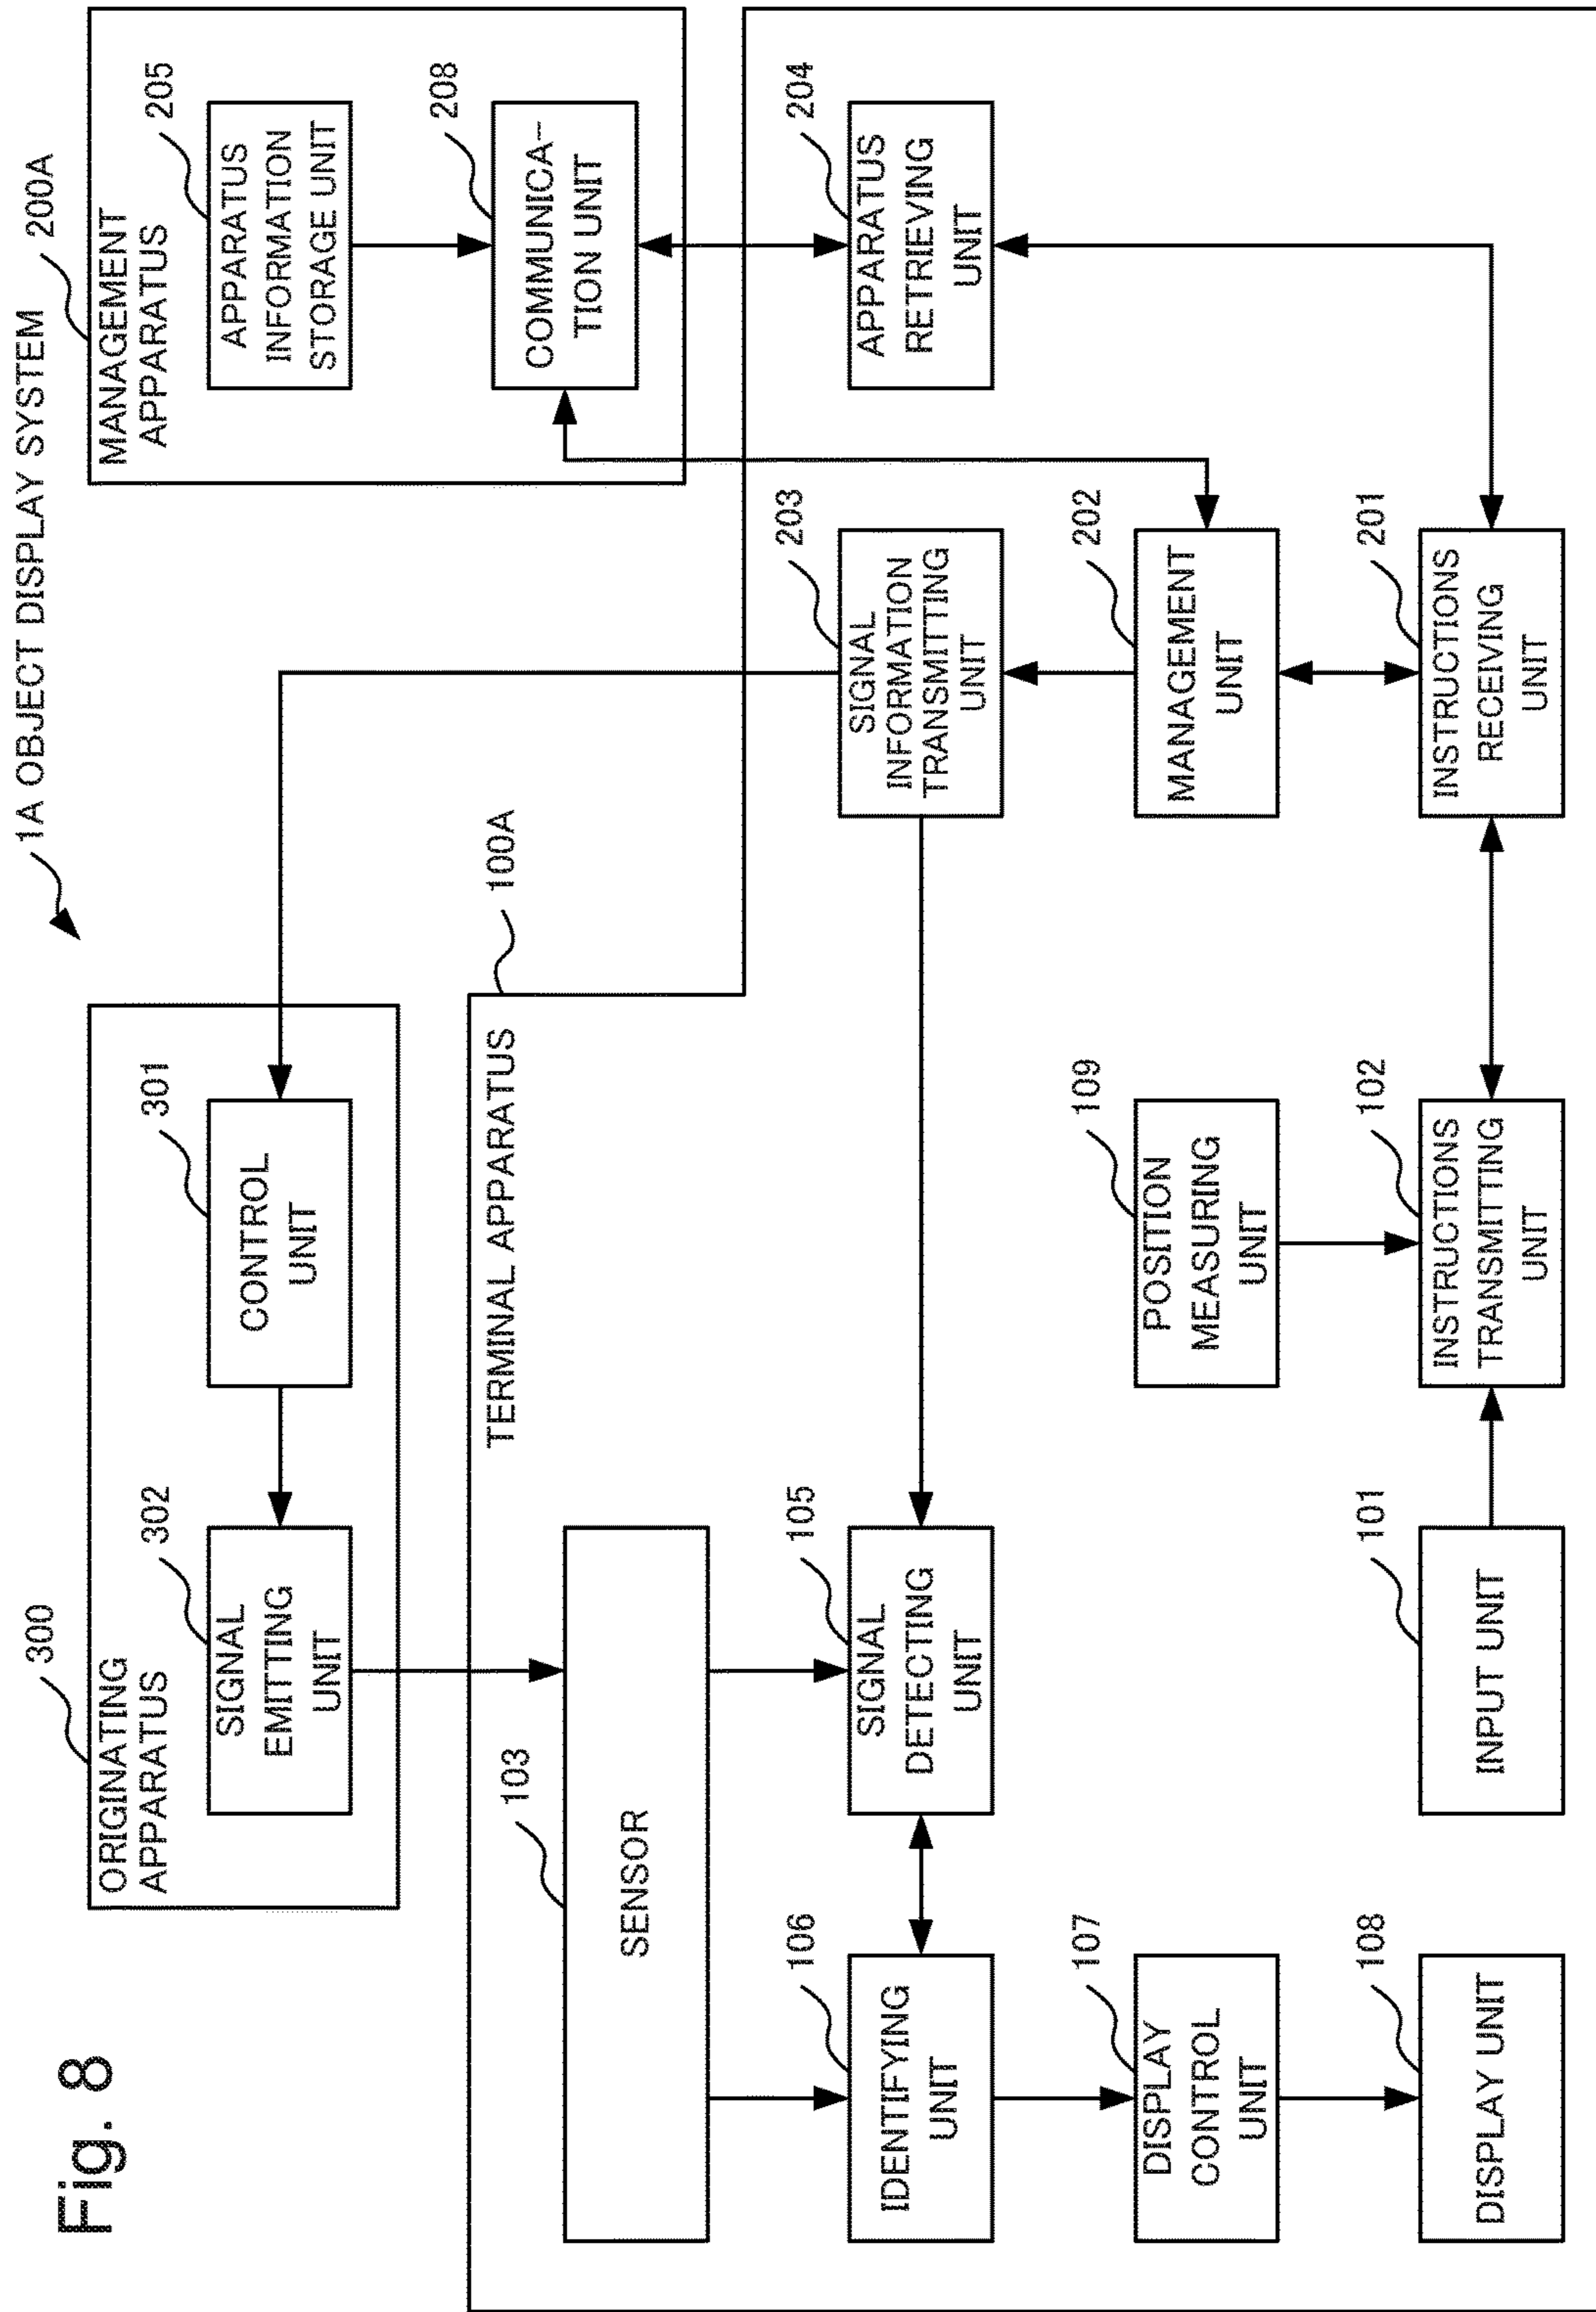 Fig. 8
1A OBJECT DISPLAY SYSTEM
300
ORIGINATING
APPARATUS
302
SIGNAL
EMITTING
UNIT
301
CONTROL
UNIT
200A
MANAGEMENT
APPARATUS
205
APPARATUS
INFORMATION
STORAGE UNIT
208
COMMUNICA-
TION UNIT
100A
TERMINAL APPARATUS
103
SENSOR
106
IDENTIFYING
UNIT
105
SIGNAL
DETECTING
UNIT
203
SIGNAL
INFORMATION
TRANSMITTING
UNIT
204
APPARATUS
RETRIEVING
UNIT
107
DISPLAY
CONTROL
UNIT
109
POSITION
MEASURING
UNIT
202
MANAGEMENT
UNIT
108
DISPLAY UNIT
101
INPUT UNIT
102
INSTRUCTIONS
TRANSMITTING
UNIT
201
INSTRUCTIONS
RECEIVING
UNIT